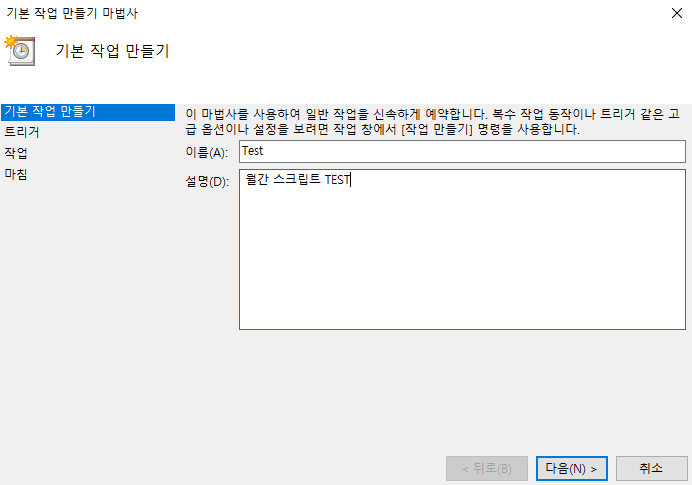 기본 작업 만들기 마법사
기본 작업 만들기
기본 작업 만들기
트리거
작업
마침
이 마법사를 사용하여 일반 작업을 신속하게 예약합니다. 복수 작업 동작이나 트리거 같은 고
급 옵션이나 설정을 보려면 작업 창에서 [작업 만들기] 명령을 사용합니다.
이름(A): Test
설명(D): 월간 스크립트 TEST
< 뒤로(B) 다음(N) > 취소